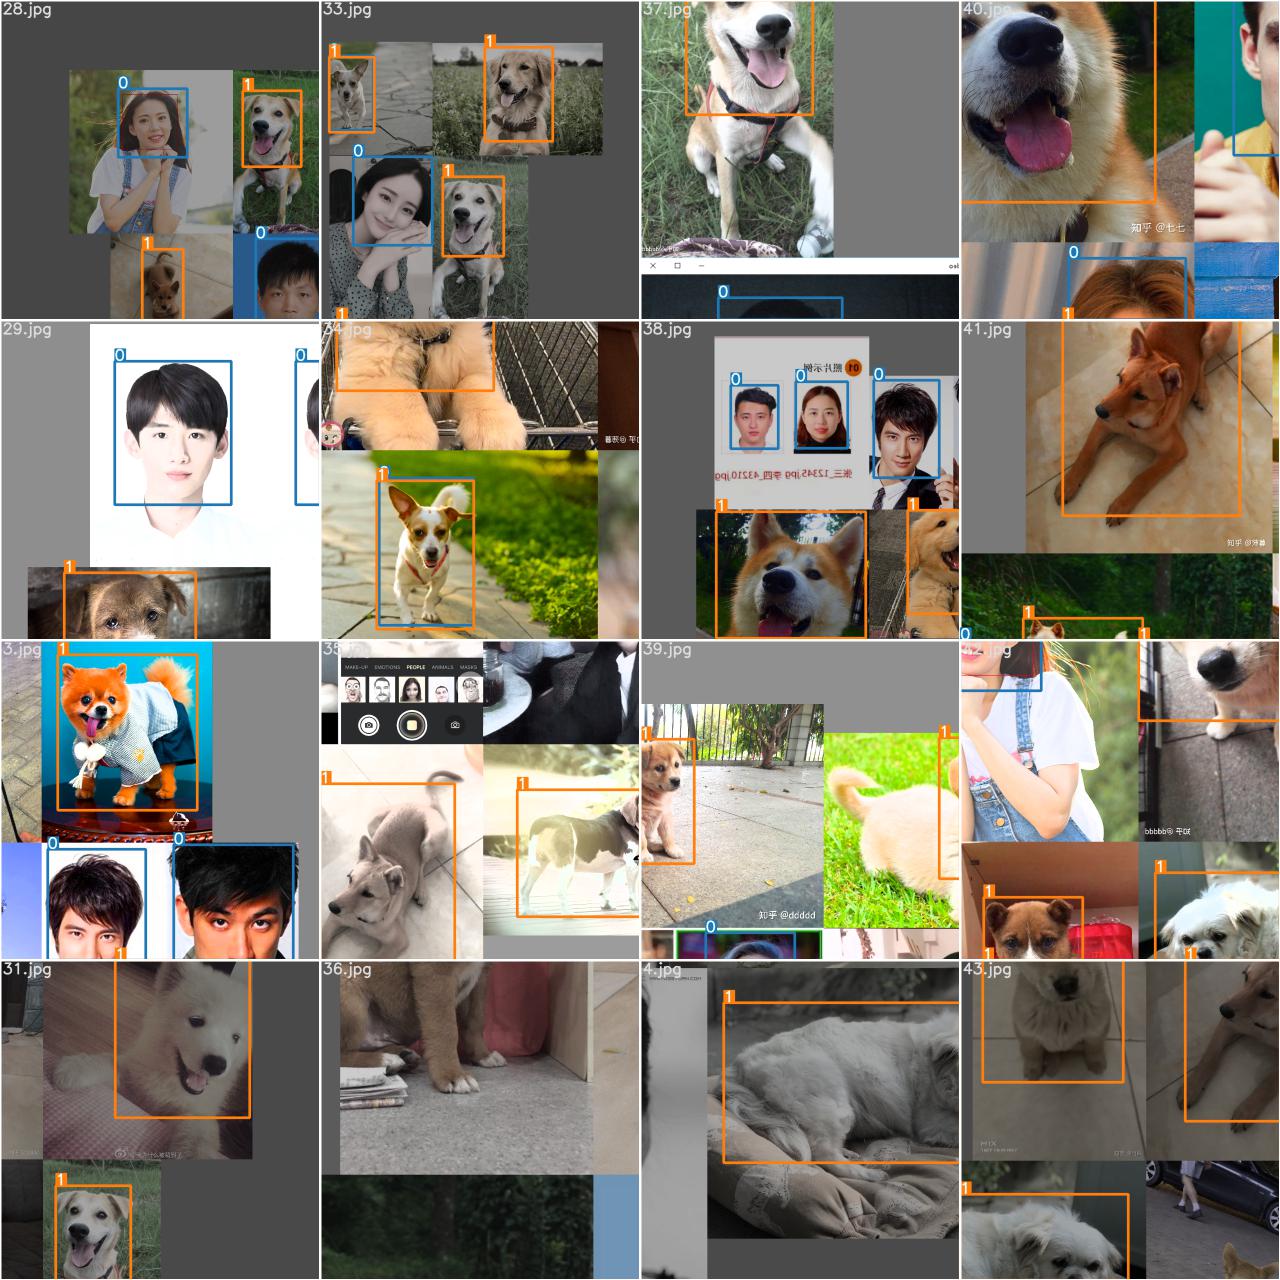 28.jpg
33.jpg
37.jpg
40.jpg
0
1
1
0
1
1
0
1
1
0
1
知乎 @七七
0
1
29.jpg
34.jpg
38.jpg
41.jpg
0
0
1
0
1
01
照片示例
0
0
0
张三_12345.jpg 李四_43210.jpg
1
1
知乎 @薄暮
1
0
1
3.jpg
35.jpg
39.jpg
42.jpg
1
0
0
1
MAKE-UP EMOTIONS PEOPLE ANIMALS MASKS
1
1
1
1
知乎 @ddddd
0
bbbbb@ 乎知
1
1
1
1
31.jpg
36.jpg
4.jpg
43.jpg
1
1
1
1